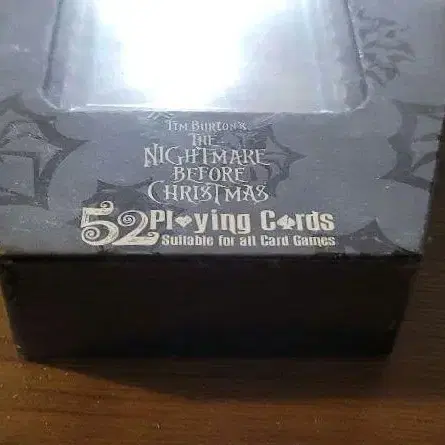 Tim Burton's
THE
NIGHTMARE
BEFORE
CHRISTMAS
52 Playing Cards
Suitable for all Card Games